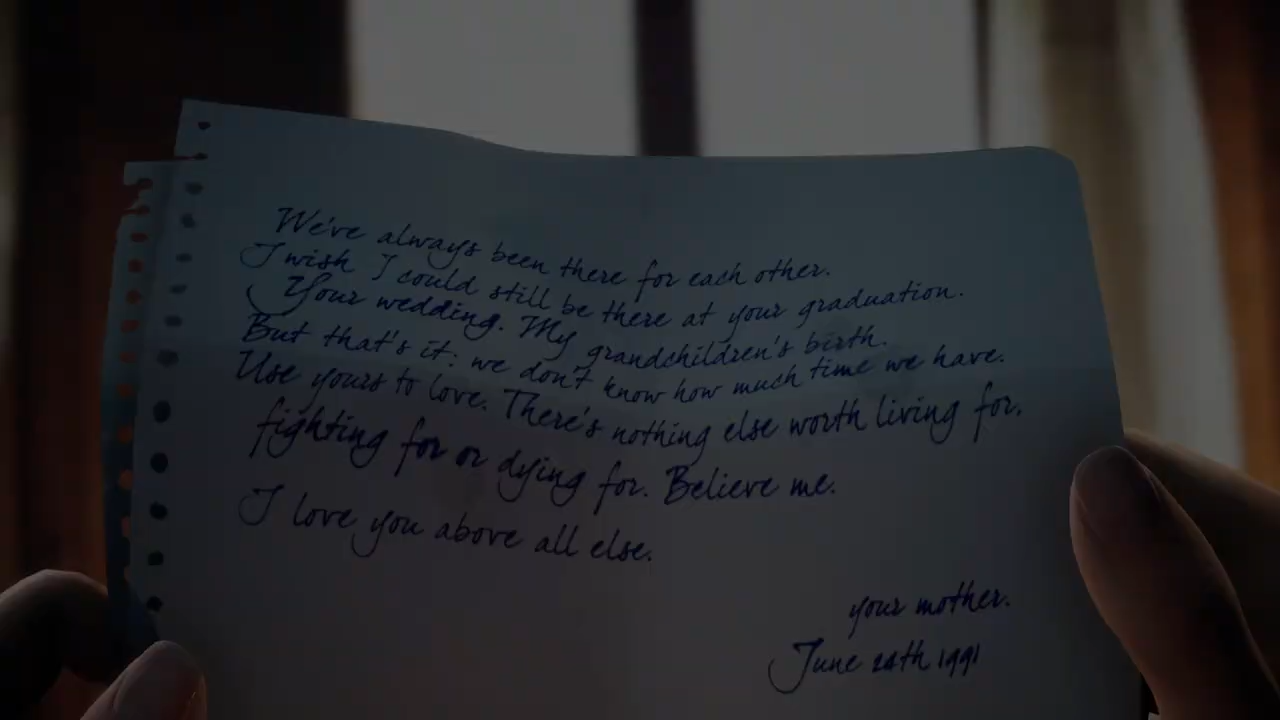 We've always been there for each other.
I wish I could still be there at your graduation.
Your wedding. My grandchildren's birth.
But that's it: we don't know how much time we have.
Use yours to love. There's nothing else worth living for.
fighting for or dying for. Believe me.
I love you above all else.
your mother.
June 24th 1991